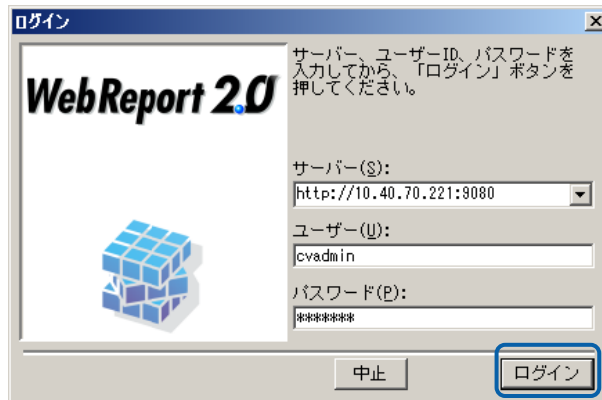 ログイン
WebReport 2.0
サーバー、ユーザーID、パスワードを
入力してから、「ログイン」ボタンを
押してください。
サーバー(S):
http://10.40.70.221:9080
ユーザー(U):
cvadmin
パスワード(P):
*******
中止
ログイン